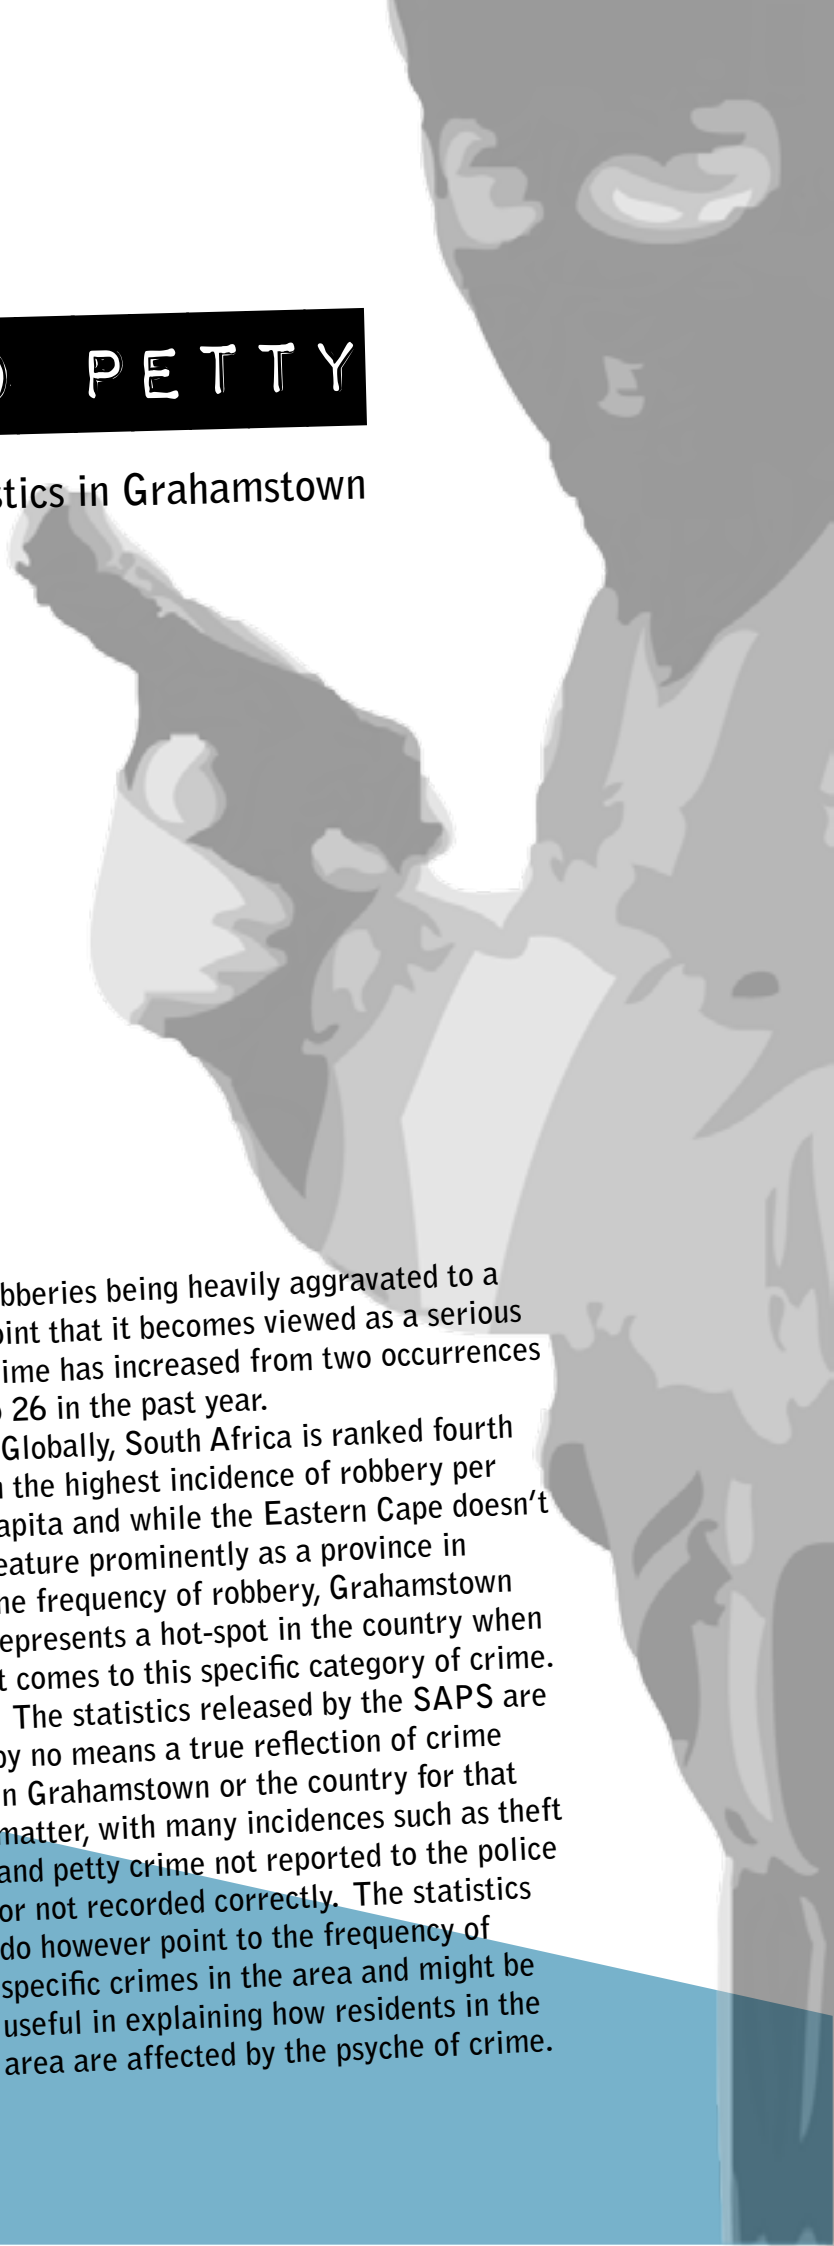 PETTY
stics in Grahamstown
bberies being heavily aggravated to a
oint that it becomes viewed as a serious
ime has increased from two occurrences
26 in the past year.
Globally, South Africa is ranked fourth
the highest incidence of robbery per
apita and while the Eastern Cape doesn't
eature prominently as a province in
he frequency of robbery, Grahamstown
epresents a hot-spot in the country when
t comes to this specific category of crime.
The statistics released by the SAPS are
by no means a true reflection of crime
n Grahamstown or the country for that
matter, with many incidences such as theft
and petty crime not reported to the police
or not recorded correctly. The statistics
do however point to the frequency of
specific crimes in the area and might be
useful in explaining how residents in the
area are affected by the psyche of crime.